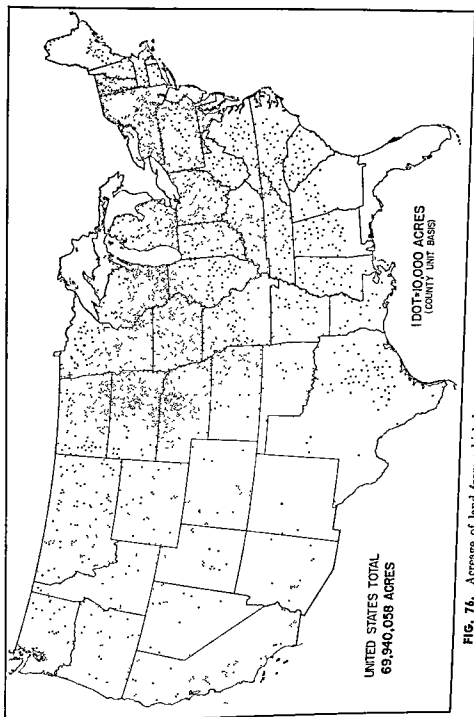 UNITED STATES TOTAL
69,940,058 ACRES
1 DOT=10,000 ACRES
(COUNTY UNIT BASIS)
FIG. 76. Acreage of land from which